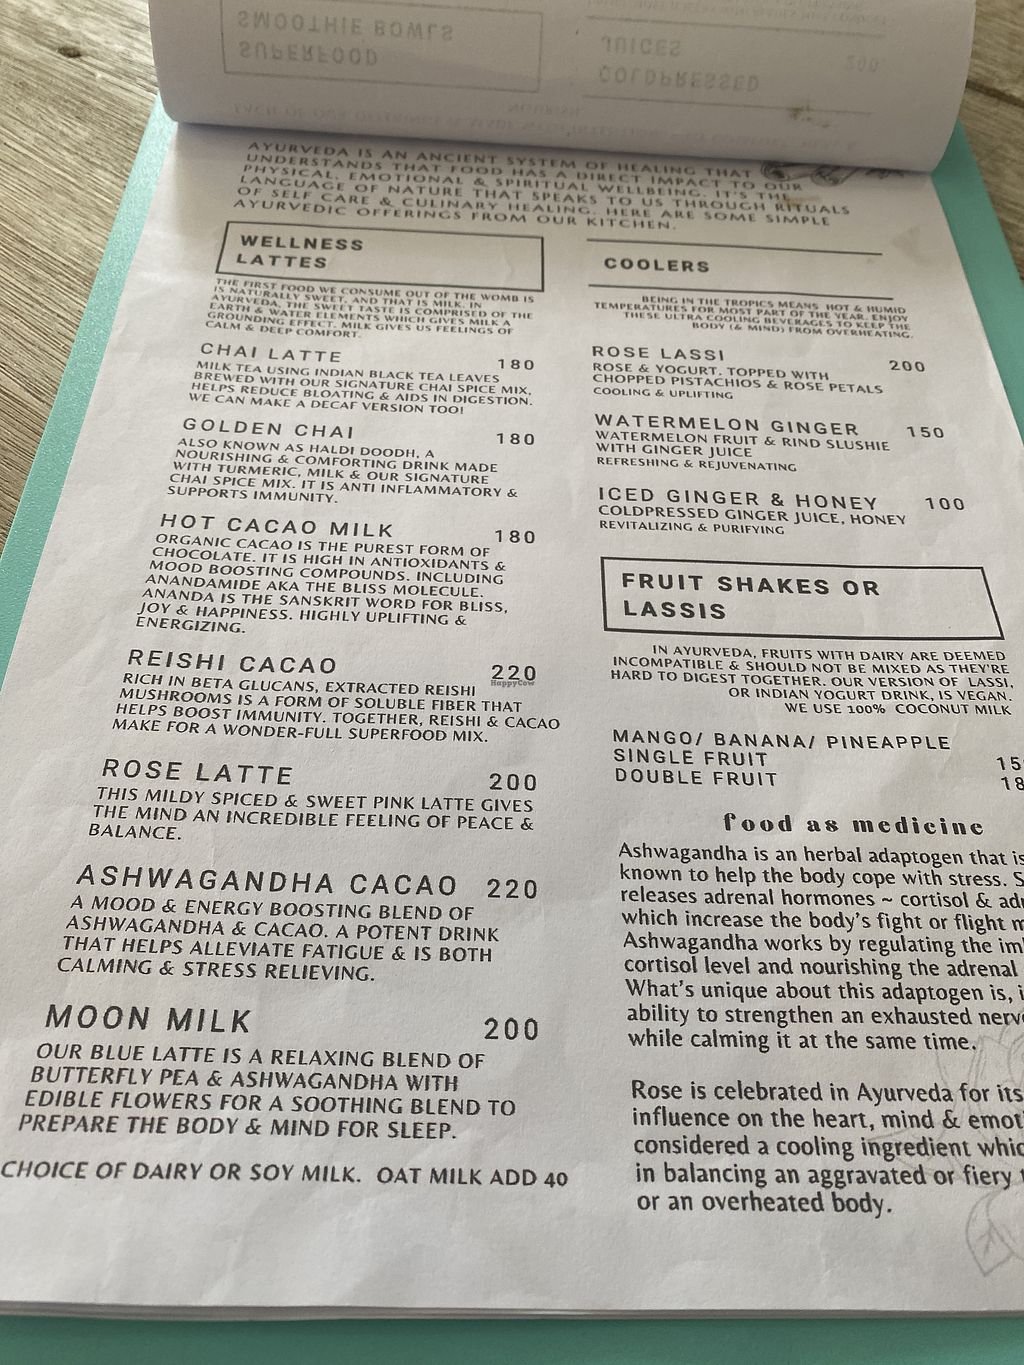 SMOOTHIE BOWLS
SUPERFOOD
JUICES
COLDPRESSED
200
AYURVEDA IS AN ANCIENT SYSTEM OF HEALING THAT
UNDERSTANDS THAT FOOD HAS A DIRECT IMPACT TO OUR
PHYSICAL, EMOTIONAL & SPIRITUAL WELLBEING. IT'S THE
LANGUAGE OF NATURE THAT SPEAKS TO US THROUGH RITUALS
OF SELF CARE & CULINARY HEALING. HERE ARE SOME SIMPLE
AYURVEDIC OFFERINGS FROM OUR KITCHEN.
WELLNESS
LATTES
THE FIRST FOOD WE CONSUME OUT OF THE WOMB IS
IS NATURALLY SWEET, AND THAT IS MILK. IN
AYURVEDA, THE SWEET TASTE IS COMPRISED OF THE
EARTH & WATER ELEMENTS WHICH GIVES MILK A
GROUNDING EFFECT. MILK GIVES US FEELINGS OF
CALM & DEEP COMFORT.
CHAI LATTE 180
MILK TEA USING INDIAN BLACK TEA LEAVES
BREWED WITH OUR SIGNATURE CHAI SPICE MIX,
HELPS REDUCE BLOATING & AIDS IN DIGESTION.
WE CAN MAKE A DECAF VERSION TOO!
GOLDEN CHAI 180
ALSO KNOWN AS HALDI DOODH, A
NOURISHING & COMFORTING DRINK MADE
WITH TURMERIC, MILK & OUR SIGNATURE
CHAI SPICE MIX. IT IS ANTI INFLAMMATORY &
SUPPORTS IMMUNITY.
HOT CACAO MILK 180
ORGANIC CACAO IS THE PUREST FORM OF
CHOCOLATE. IT IS HIGH IN ANTIOXIDANTS &
MOOD BOOSTING COMPOUNDS. INCLUDING
ANANDAMIDE AKA THE BLISS MOLECULE.
ANANDA IS THE SANSKRIT WORD FOR BLISS,
JOY & HAPPINESS. HIGHLY UPLIFTING &
ENERGIZING.
REISHI CACAO 220
HappyCow
RICH IN BETA GLUCANS, EXTRACTED REISHI
MUSHROOMS IS A FORM OF SOLUBLE FIBER THAT
HELPS BOOST IMMUNITY. TOGETHER, REISHI & CACAO
MAKE FOR A WONDER-FULL SUPERFOOD MIX.
ROSE LATTE 200
THIS MILDY SPICED & SWEET PINK LATTE GIVES
THE MIND AN INCREDIBLE FEELING OF PEACE &
BALANCE.
ASHWAGANDHA CACAO 220
A MOOD & ENERGY BOOSTING BLEND OF
ASHWAGANDHA & CACAO. A POTENT DRINK
THAT HELPS ALLEVIATE FATIGUE & IS BOTH
CALMING & STRESS RELIEVING.
MOON MILK 200
OUR BLUE LATTE IS A RELAXING BLEND OF
BUTTERFLY PEA & ASHWAGANDHA WITH
EDIBLE FLOWERS FOR A SOOTHING BLEND TO
PREPARE THE BODY & MIND FOR SLEEP.
CHOICE OF DAIRY OR SOY MILK. OAT MILK ADD 40
COOLERS
BEING IN THE TROPICS MEANS HOT & HUMID
TEMPERATURES FOR MOST PART OF THE YEAR. ENJOY
THESE ULTRA COOLING BEVERAGES TO KEEP THE
BODY (& MIND) FROM OVERHEATING.
ROSE LASSI 200
ROSE & YOGURT. TOPPED WITH
CHOPPED PISTACHIOS & ROSE PETALS
COOLING & UPLIFTING
WATERMELON GINGER 150
WATERMELON FRUIT & RIND SLUSHIE
WITH GINGER JUICE
REFRESHING & REJUVENATING
ICED GINGER & HONEY 100
COLDPRESSED GINGER JUICE, HONEY
REVITALIZING & PURIFYING
FRUIT SHAKES OR
LASSIS
IN AYURVEDA, FRUITS WITH DAIRY ARE DEEMED
INCOMPATIBLE & SHOULD NOT BE MIXED AS THEY'RE
HARD TO DIGEST TOGETHER. OUR VERSION OF LASSI,
OR INDIAN YOGURT DRINK, IS VEGAN.
WE USE 100% COCONUT MILK
MANGO/ BANANA/ PINEAPPLE
SINGLE FRUIT 15
DOUBLE FRUIT 18
food as medicine
Ashwagandha is an herbal adaptogen that is
known to help the body cope with stress. S
releases adrenal hormones ~ cortisol & adr
which increase the body's fight or flight m
Ashwagandha works by regulating the im
cortisol level and nourishing the adrenal
What's unique about this adaptogen is, i
ability to strengthen an exhausted nerv
while calming it at the same time.
Rose is celebrated in Ayurveda for its
influence on the heart, mind & emot
considered a cooling ingredient whic
in balancing an aggravated or fiery
or an overheated body.